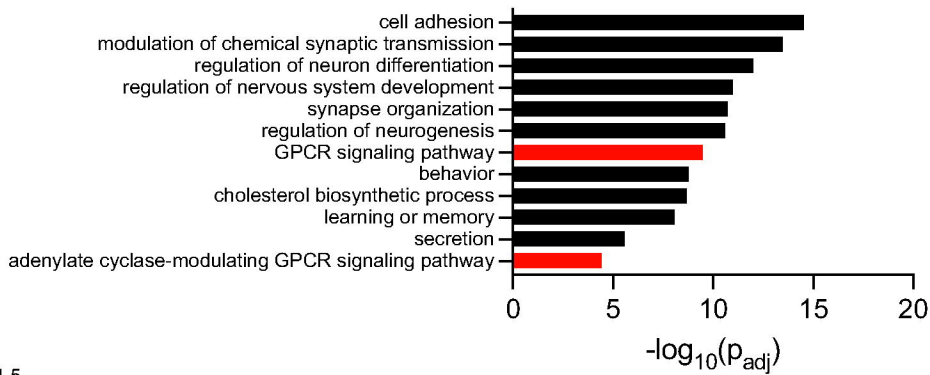 cell adhesion
modulation of chemical synaptic transmission
regulation of neuron differentiation
regulation of nervous system development
synapse organization
regulation of neurogenesis
GPCR signaling pathway
behavior
cholesterol biosynthetic process
learning or memory
secretion
adenylate cyclase-modulating GPCR signaling pathway
0 5 10 15 20
-log10(padj)